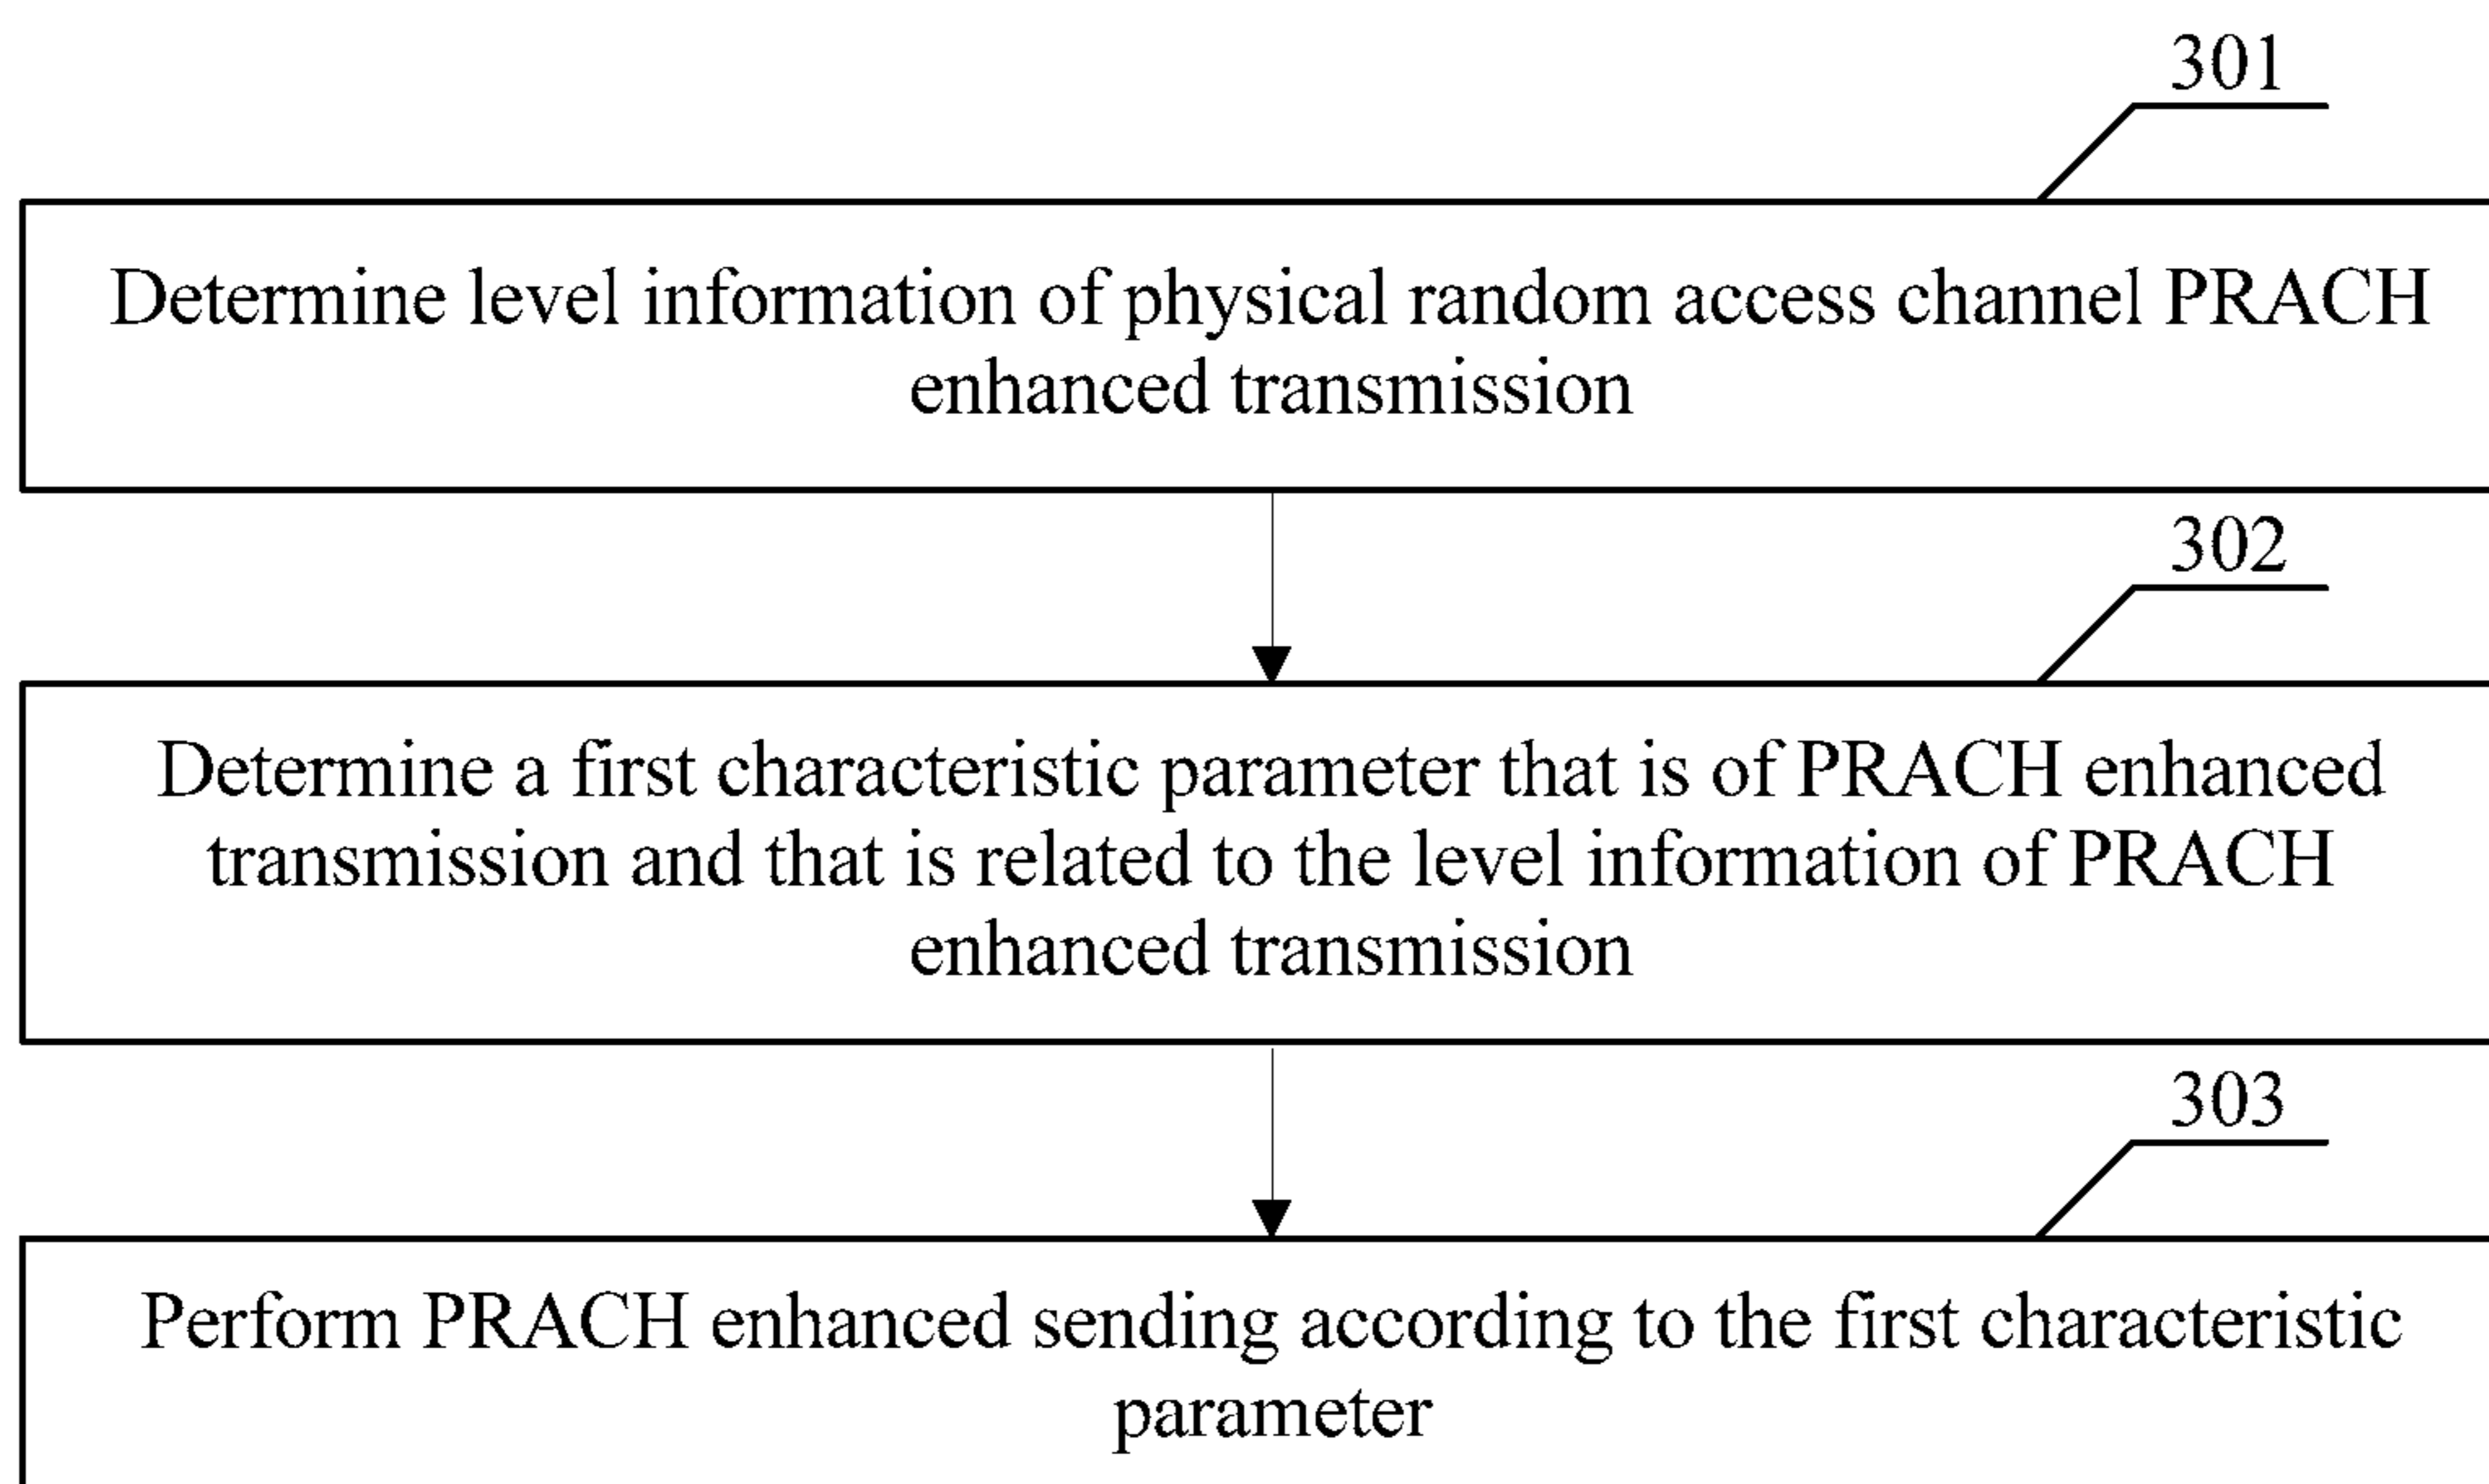 301
Determine level information of physical random access channel PRACH
enhanced transmission
302
Determine a first characteristic parameter that is of PRACH enhanced
transmission and that is related to the level information of PRACH
enhanced transmission
303
Perform PRACH enhanced sending according to the first characteristic
parameter